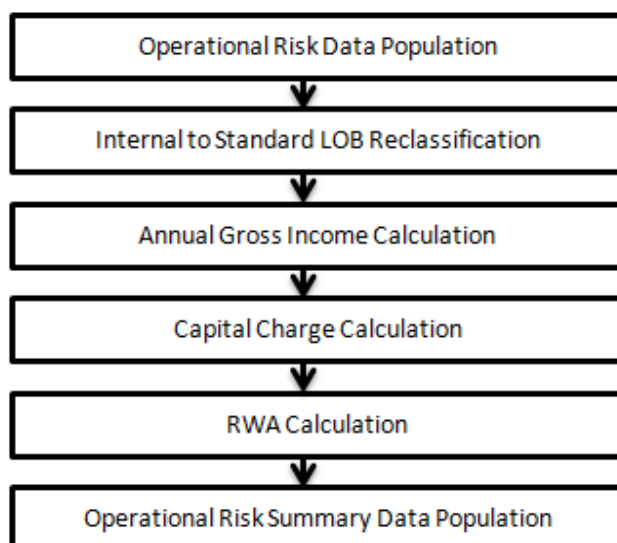 Operational Risk Data Population
Internal to Standard LOB Reclassification
Annual Gross Income Calculation
Capital Charge Calculation
RWA Calculation
Operational Risk Summary Data Population